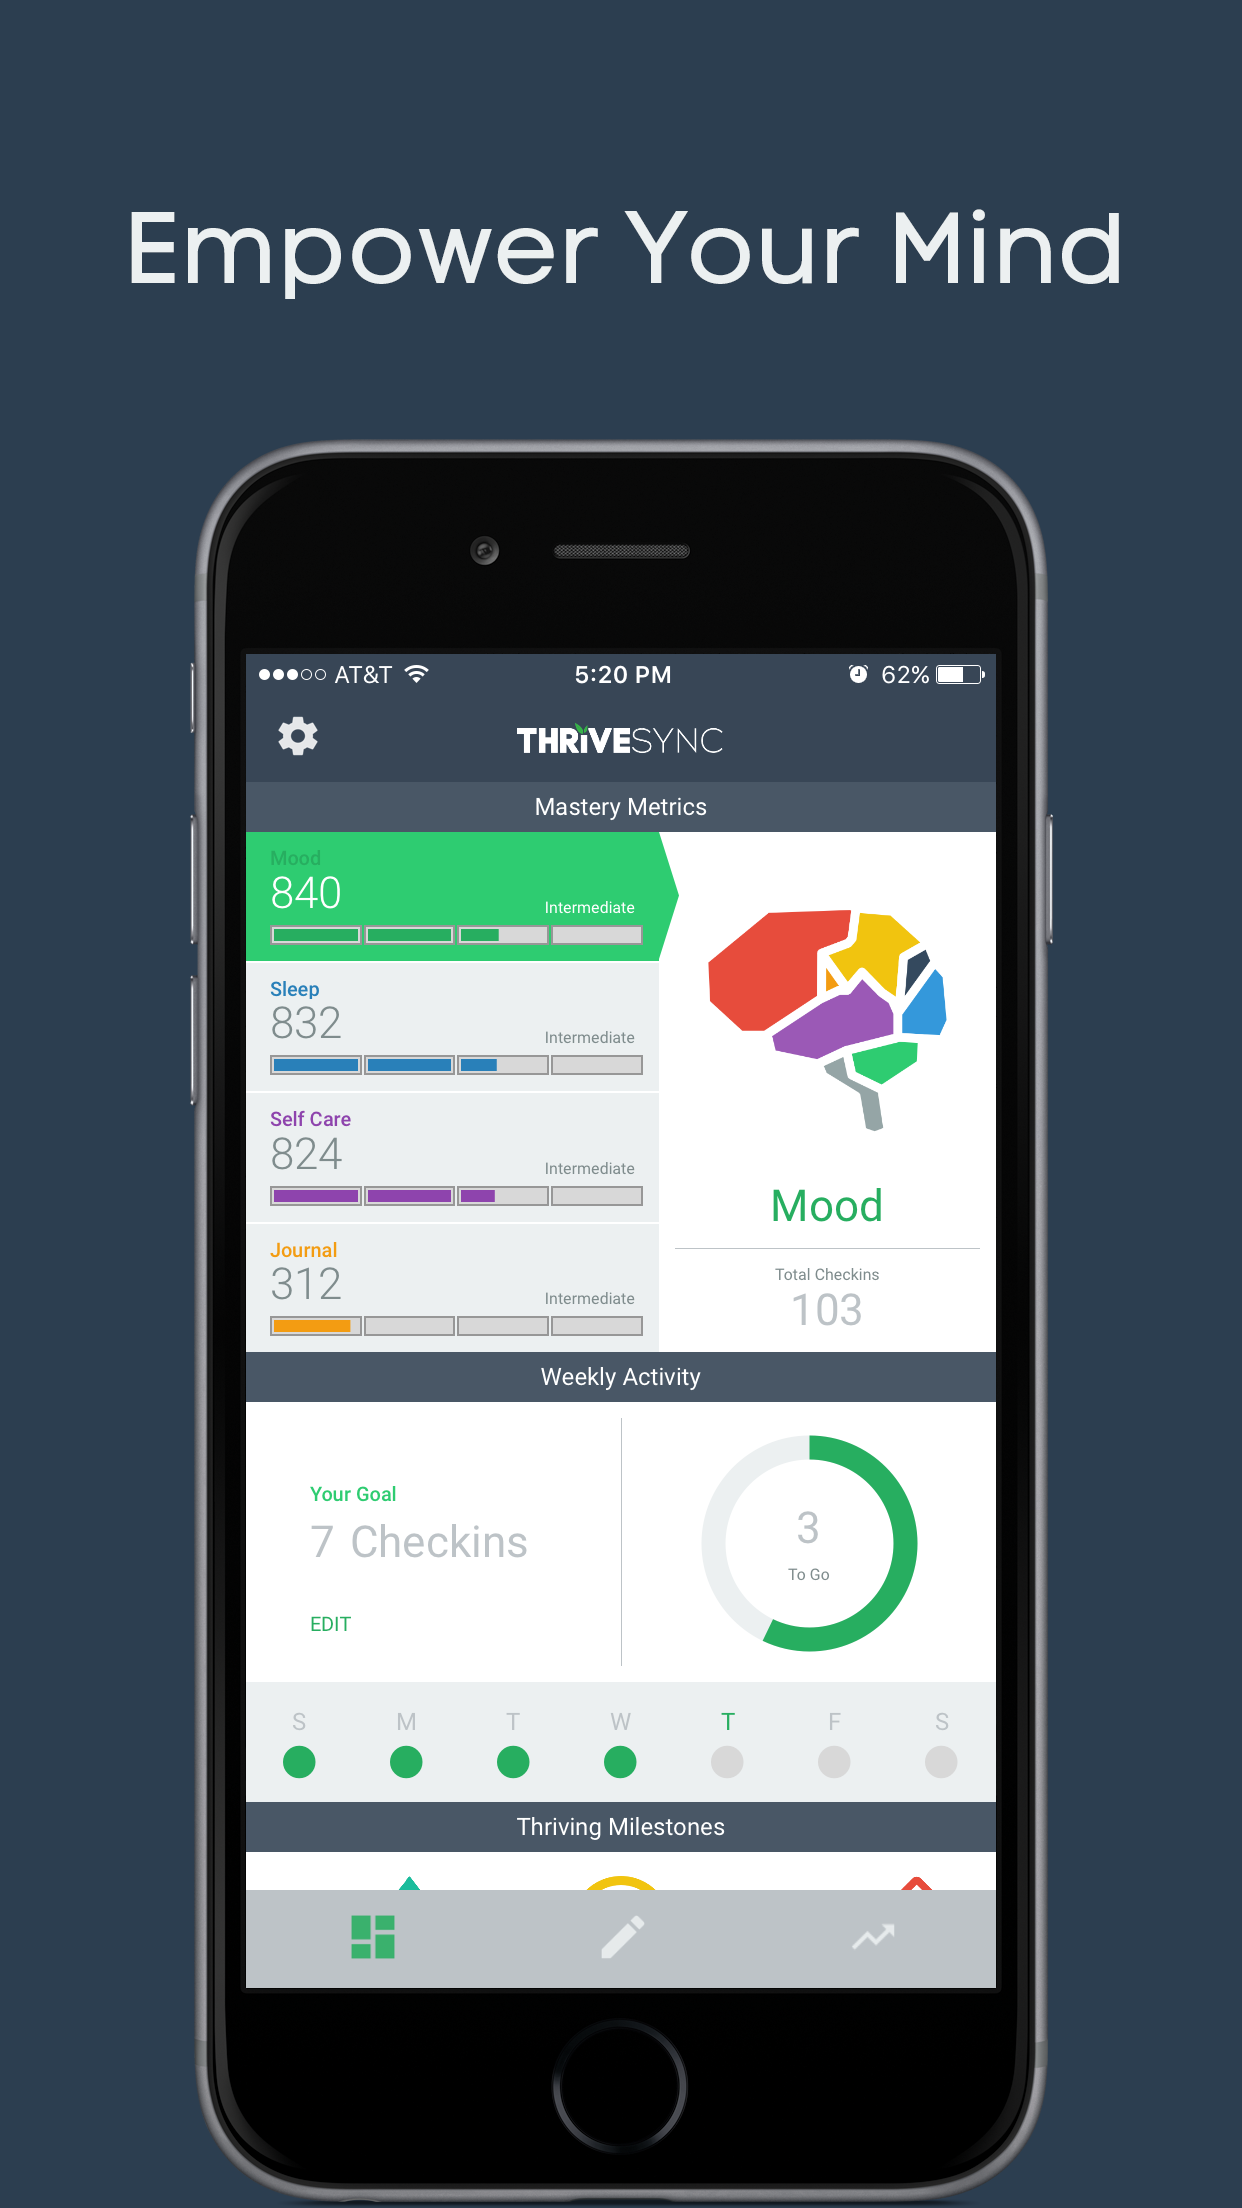 Empower Your Mind
AT&T 5:20 PM 62%
THRIVESYNC
Mastery Metrics
Mood
840
Intermediate
Sleep
832
Intermediate
Self Care
824
Intermediate
Journal
312
Intermediate
Mood
Total Checkins
103
Weekly Activity
Your Goal
7 Checkins
EDIT
3
To Go
S M T W T F S
Thriving Milestones